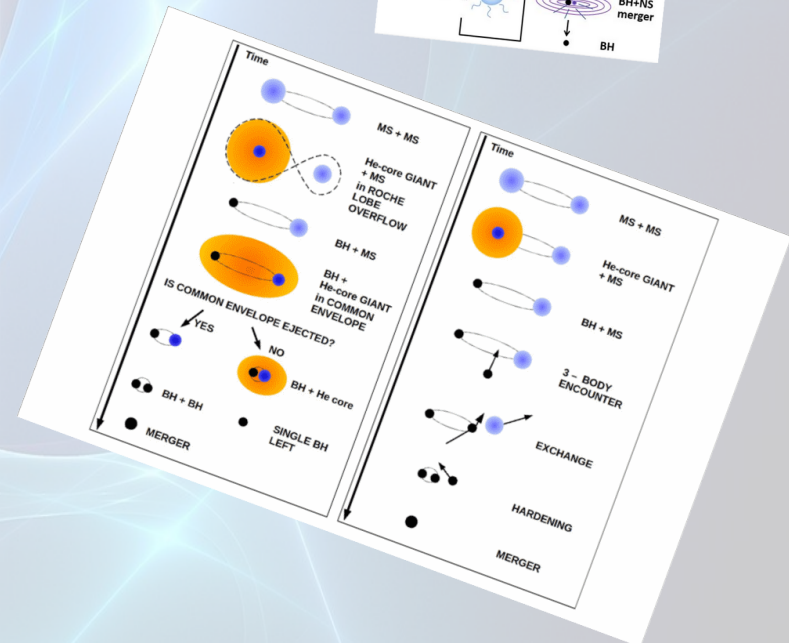 BH+NS
merger
BH
Time
MS + MS
He-core GIANT
+ MS
in ROCHE
LOBE
OVERFLOW
BH + MS
BH +
He-core GIANT
in COMMON
ENVELOPE
IS COMMON ENVELOPE EJECTED?
YES
NO
BH + He core
BH + BH
SINGLE BH
LEFT
MERGER
Time
MS + MS
He-core GIANT
+ MS
BH + MS
3 – BODY
ENCOUNTER
EXCHANGE
HARDENING
MERGER